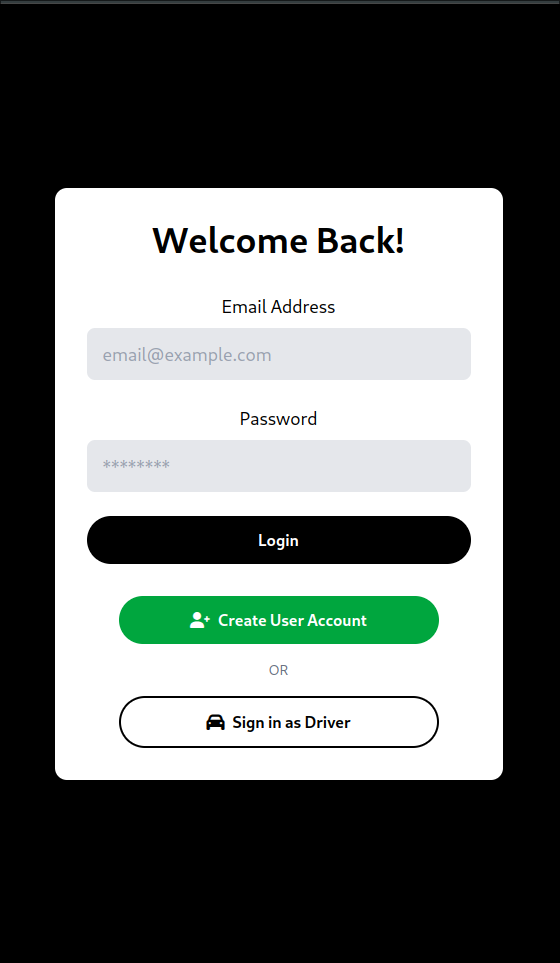 Welcome Back!
Email Address
email@example.com
Password
********
Login
Create User Account
OR
Sign in as Driver